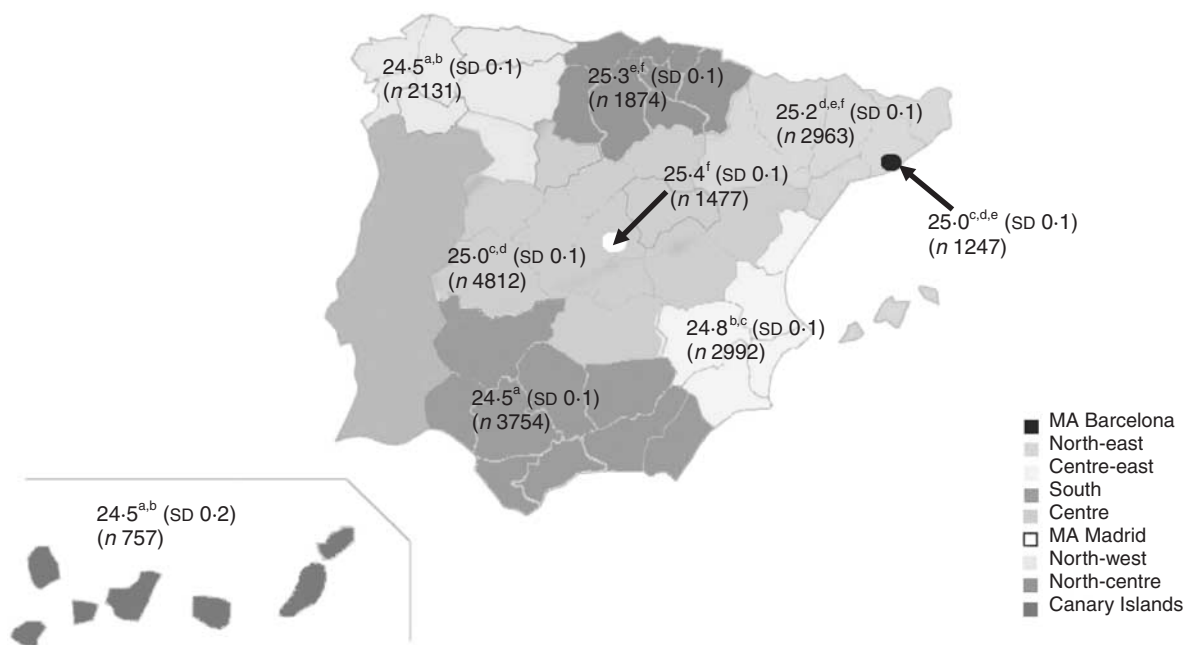 24·5a,b (SD 0·1)
(n 2131)
25·3e,f (SD 0·1)
(n 1874)
25·2d,e,f (SD 0·1)
(n 2963)
25·4f (SD 0·1)
(n 1477)
25·0c,d,e (SD 0·1)
(n 1247)
25·0c,d (SD 0·1)
(n 4812)
24·8b,c (SD 0·1)
(n 2992)
24·5a (SD 0·1)
(n 3754)
24·5a,b (SD 0·2)
(n 757)
MA Barcelona
North-east
Centre-east
South
Centre
MA Madrid
North-west
North-centre
Canary Islands